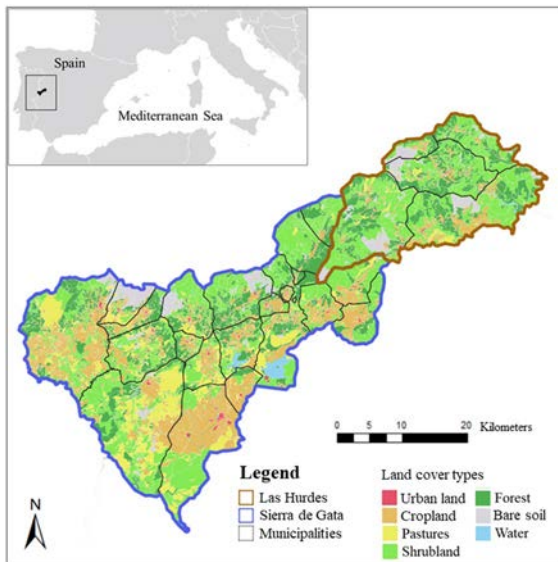 Spain
Mediterranean Sea
0 5 10 20 Kilometers
N
Legend
Las Hurdes
Sierra de Gata
Municipalities
Land cover types
Urban land
Cropland
Pastures
Shrubland
Forest
Bare soil
Water